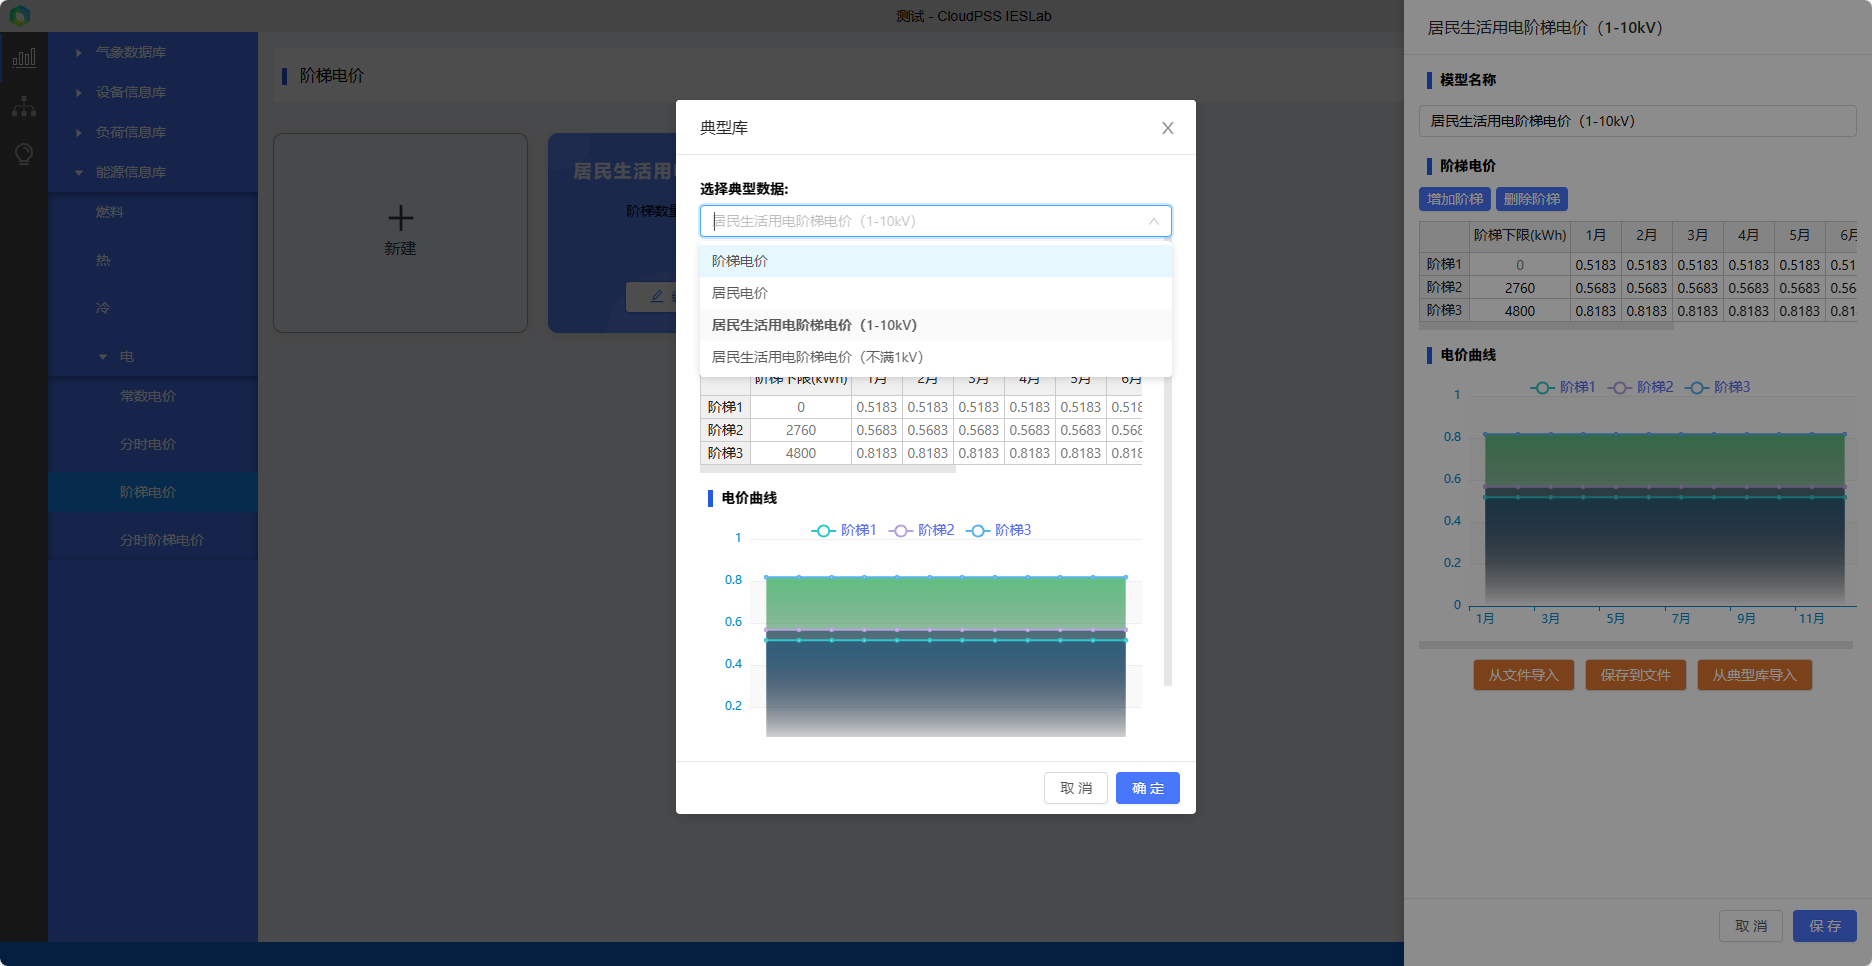 测试 - CloudPSS IESLab
气象数据库
设备信息库
负荷信息库
能源信息库
燃料
热
冷
电
常数电价
分时电价
阶梯电价
分时阶梯电价
阶梯电价
新建
居民生活用
阶梯数量
典型库
选择典型数据:
居民生活用电阶梯电价（1-10kV）
阶梯电价
居民电价
居民生活用电阶梯电价（1-10kV）
居民生活用电阶梯电价（不满1kV）
阶梯下限(kWh) 1月 2月 3月 4月 5月 6月
阶梯1 0 0.5183 0.5183 0.5183 0.5183 0.5183 0.518
阶梯2 2760 0.5683 0.5683 0.5683 0.5683 0.5683 0.568
阶梯3 4800 0.8183 0.8183 0.8183 0.8183 0.8183 0.818
电价曲线
阶梯1 阶梯2 阶梯3
1
0.8
0.6
0.4
0.2
取 消 确 定
居民生活用电阶梯电价（1-10kV）
模型名称
居民生活用电阶梯电价（1-10kV）
阶梯电价
增加阶梯 删除阶梯
阶梯下限(kWh) 1月 2月 3月 4月 5月 6月
阶梯1 0 0.5183 0.5183 0.5183 0.5183 0.5183 0.51
阶梯2 2760 0.5683 0.5683 0.5683 0.5683 0.5683 0.56
阶梯3 4800 0.8183 0.8183 0.8183 0.8183 0.8183 0.81
电价曲线
阶梯1 阶梯2 阶梯3
1
0.8
0.6
0.4
0.2
0
1月 3月 5月 7月 9月 11月
从文件导入 保存到文件 从典型库导入
取 消 保 存